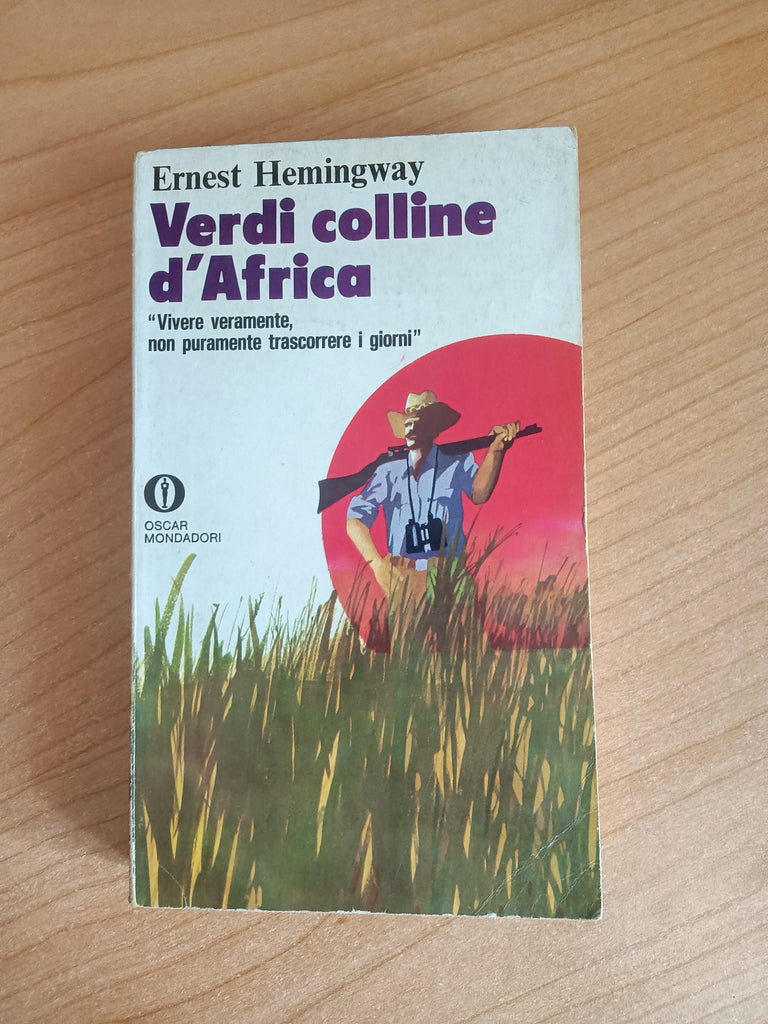 Ernest Hemingway
Verdi colline
d'Africa
"Vivere veramente,
non puramente trascorrere i giorni"
OSCAR
MONDADORI